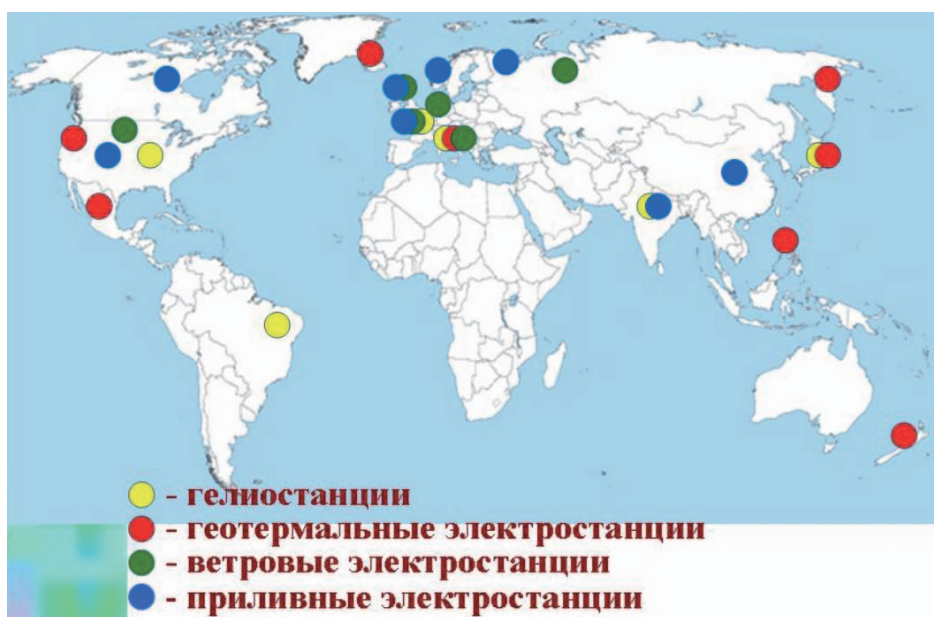 - гелиостанции
- геотермальные электростанции
- ветровые электростанции
- приливные электростанции